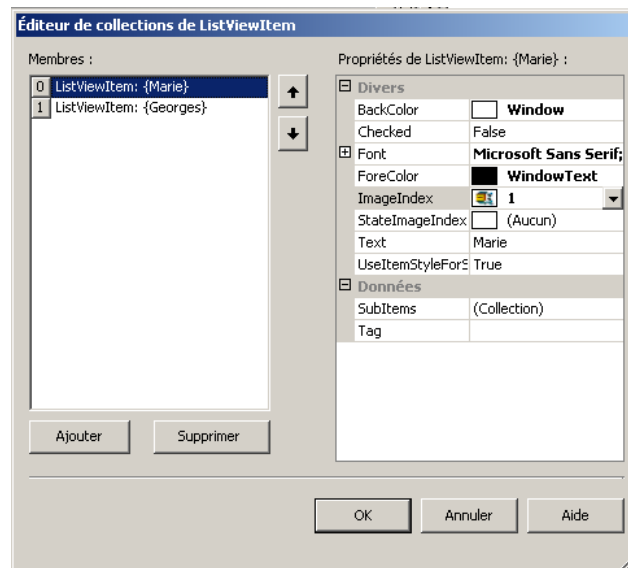 Éditeur de collections de ListViewItem
Membres :
0 ListViewItem: {Marie}
1 ListViewItem: {Georges}
Ajouter
Supprimer
Propriétés de ListViewItem: {Marie} :
Divers
BackColor Window
Checked False
Font Microsoft Sans Serif;
ForeColor WindowText
ImageIndex 1
StateImageIndex (Aucun)
Text Marie
UseItemStyleForS True
Données
SubItems (Collection)
Tag
OK
Annuler
Aide